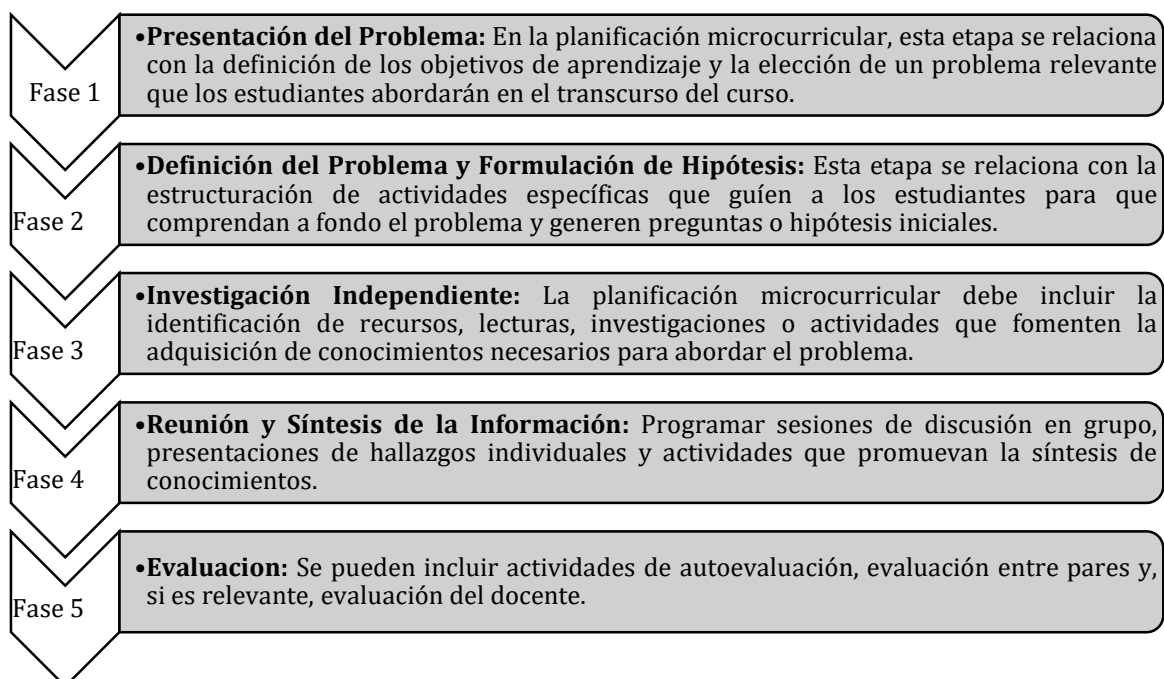 Fase 1
•Presentación del Problema: En la planificación microcurricular, esta etapa se relaciona
con la definición de los objetivos de aprendizaje y la elección de un problema relevante
que los estudiantes abordarán en el transcurso del curso.
Fase 2
•Definición del Problema y Formulación de Hipótesis: Esta etapa se relaciona con la
estructuración de actividades específicas que guíen a los estudiantes para que
comprendan a fondo el problema y generen preguntas o hipótesis iniciales.
Fase 3
•Investigación Independiente: La planificación microcurricular debe incluir la
identificación de recursos, lecturas, investigaciones o actividades que fomenten la
adquisición de conocimientos necesarios para abordar el problema.
Fase 4
•Reunión y Síntesis de la Información: Programar sesiones de discusión en grupo,
presentaciones de hallazgos individuales y actividades que promuevan la síntesis de
conocimientos.
Fase 5
•Evaluacion: Se pueden incluir actividades de autoevaluación, evaluación entre pares y,
si es relevante, evaluación del docente.